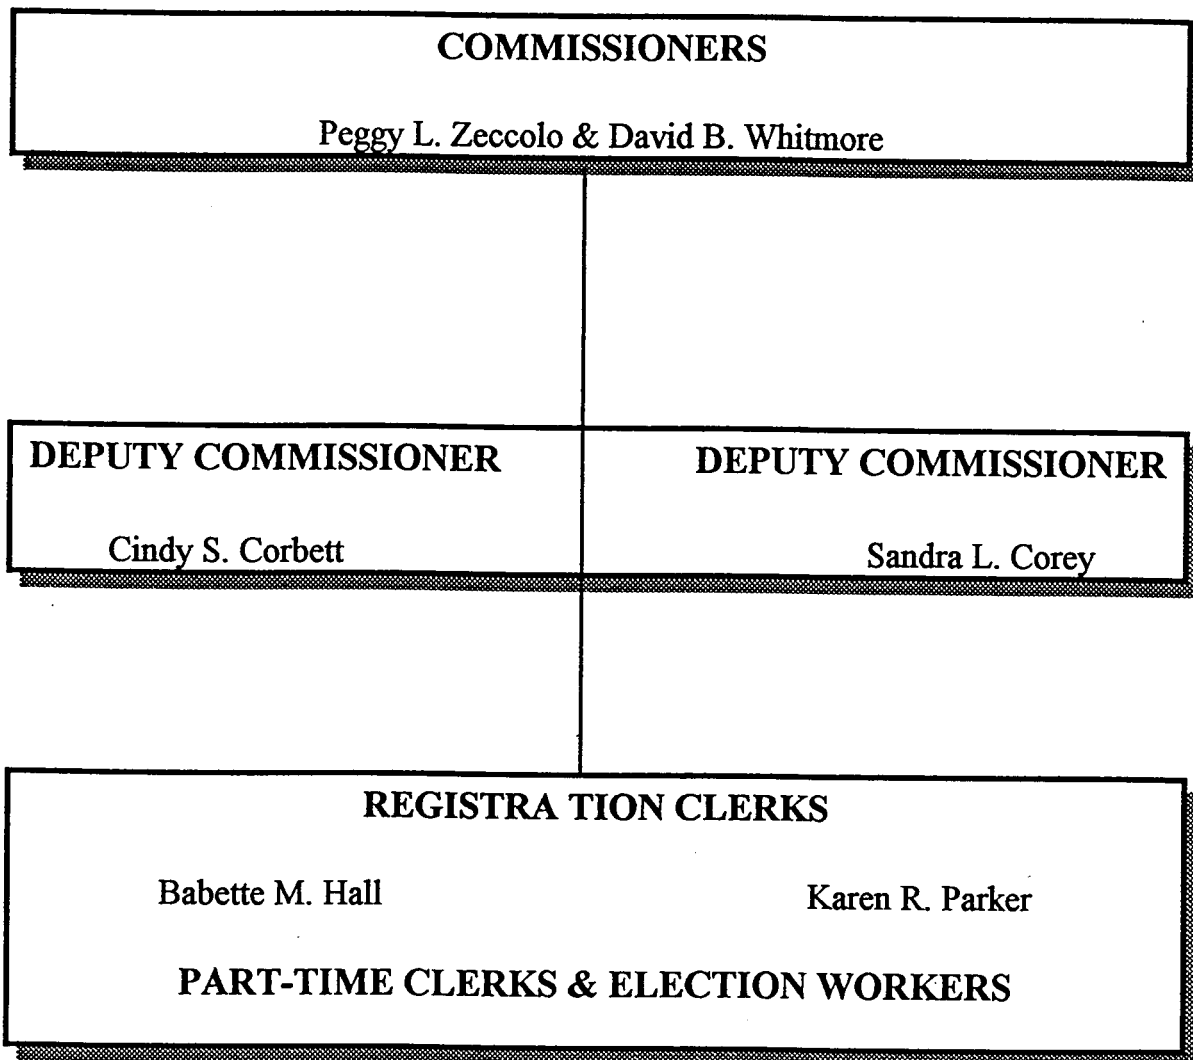 COMMISSIONERS
Peggy L. Zeccolo & David B. Whitmore
DEPUTY COMMISSIONER
Cindy S. Corbett
DEPUTY COMMISSIONER
Sandra L. Corey
REGISTRA TION CLERKS
Babette M. Hall
Karen R. Parker
PART-TIME CLERKS & ELECTION WORKERS